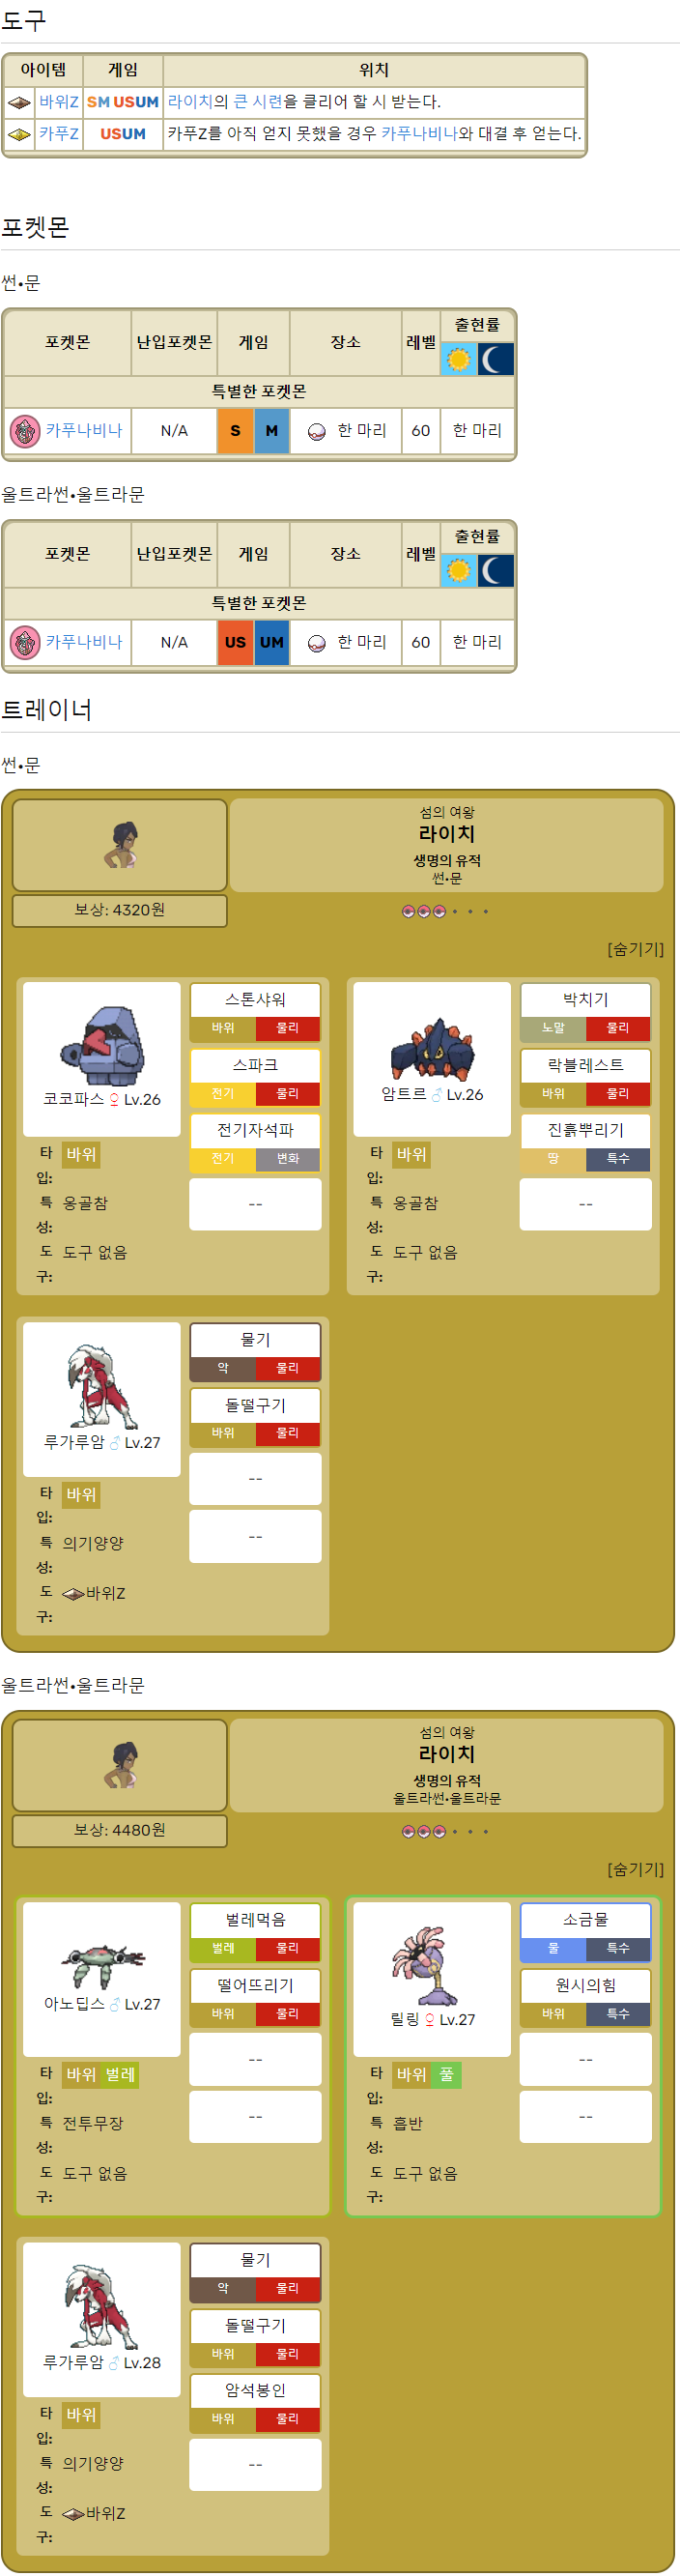 도구
아이템 게임 위치
바위Z SM USUM 라이치의 큰 시련을 클리어 할 시 받는다.
카푸Z USUM 카푸Z를 아직 얻지 못했을 경우 카푸나비나와 대결 후 얻는다.
포켓몬
썬•문
포켓몬 난입포켓몬 게임 장소 레벨 출현률
특별한 포켓몬
카푸나비나 N/A S M 한 마리 60 한 마리
울트라썬•울트라문
포켓몬 난입포켓몬 게임 장소 레벨 출현률
특별한 포켓몬
카푸나비나 N/A US UM 한 마리 60 한 마리
트레이너
썬•문
섬의 여왕
라이치
생명의 유적
썬•문
보상: 4320원
[숨기기]
코코파스♀Lv.26
타입: 바위
특성: 옹골참
도구: 도구 없음
스톤샤워
바위 물리
스파크
전기 물리
전기자석파
전기 변화
--
암트르♂Lv.26
타입: 바위
특성: 옹골참
도구: 도구 없음
박치기
노말 물리
락블레스트
바위 물리
진흙뿌리기
땅 특수
--
루가루암♂Lv.27
타입: 바위
특성: 의기양양
도구: 바위Z
물기
악 물리
돌떨구기
바위 물리
--
--
울트라썬•울트라문
섬의 여왕
라이치
생명의 유적
울트라썬•울트라문
보상: 4480원
[숨기기]
아노딥스♂Lv.27
타입: 바위 벌레
특성: 전투무장
도구: 도구 없음
벌레먹음
벌레 물리
떨어뜨리기
바위 물리
--
--
릴링♀Lv.27
타입: 바위 풀
특성: 흡반
도구: 도구 없음
소금물
물 특수
원시의힘
바위 특수
--
--
루가루암♂Lv.28
타입: 바위
특성: 의기양양
도구: 바위Z
물기
악 물리
돌떨구기
바위 물리
암석봉인
바위 물리
--